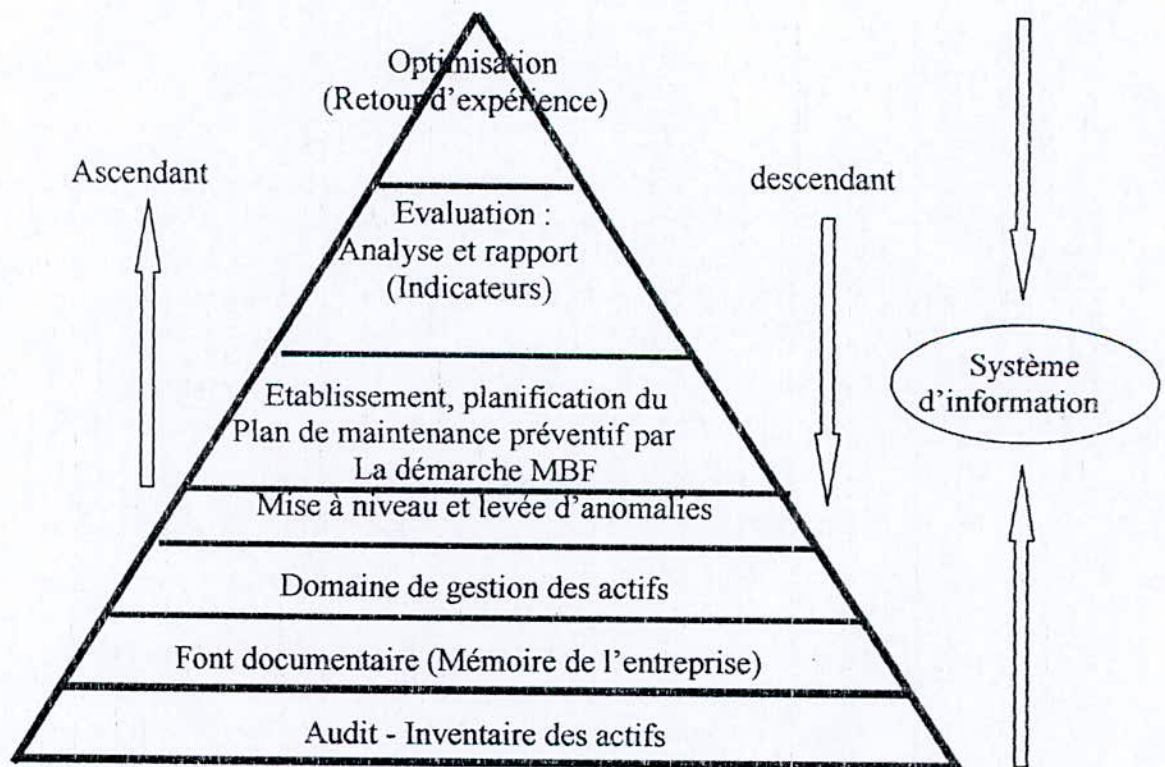 Optimisation
(Retour d'expérience)
Ascendant
descendant
Evaluation :
Analyse et rapport
(Indicateurs)
Système
d'information
Etablissement, planification du
Plan de maintenance préventif par
La démarche MBF
Mise à niveau et levée d'anomalies
Domaine de gestion des actifs
Font documentaire (Mémoire de l'entreprise)
Audit - Inventaire des actifs